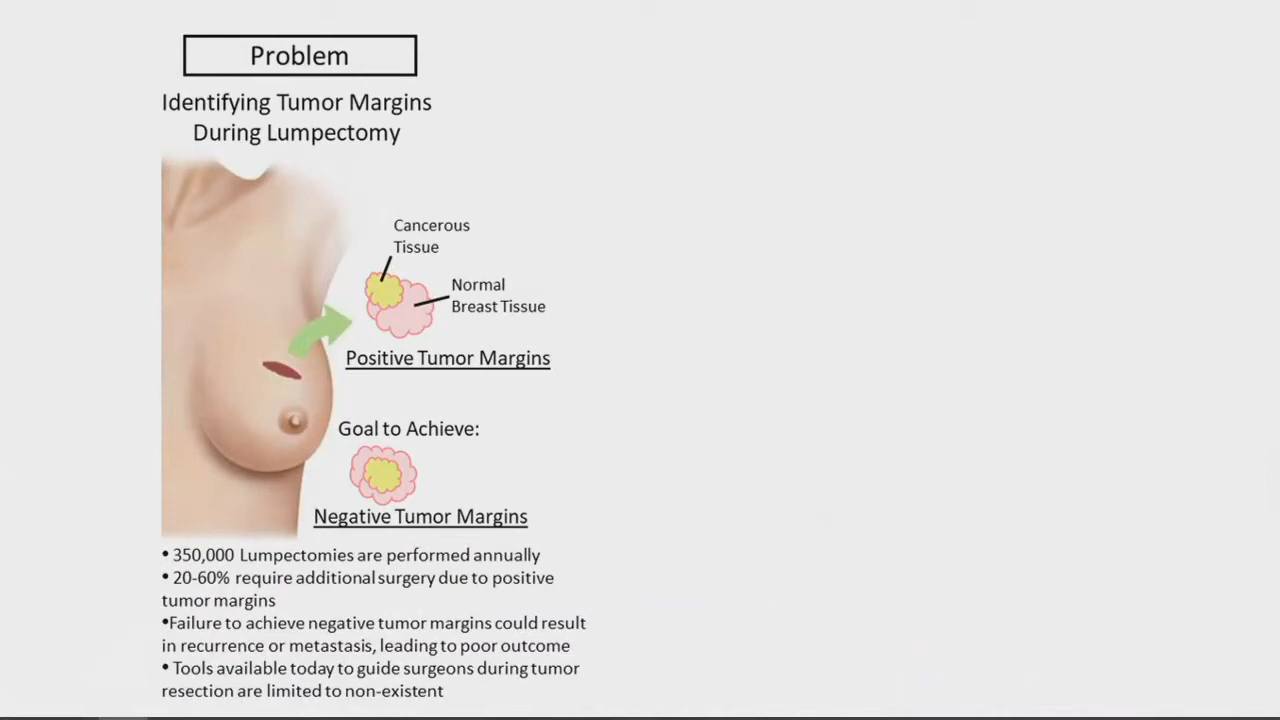 Problem
Identifying Tumor Margins
During Lumpectomy
Cancerous
Tissue
Normal
Breast Tissue
Positive Tumor Margins
Goal to Achieve:
Negative Tumor Margins
• 350,000 Lumpectomies are performed annually
• 20-60% require additional surgery due to positive
tumor margins
•Failure to achieve negative tumor margins could result
in recurrence or metastasis, leading to poor outcome
• Tools available today to guide surgeons during tumor
resection are limited to non-existent